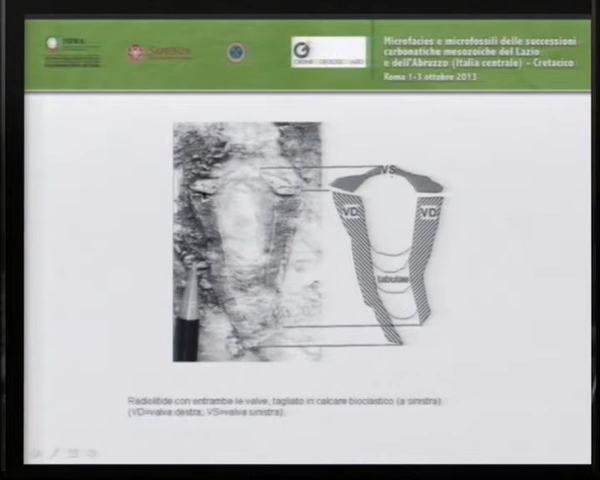 Microfacies e microfossili delle successioni
carbonatiche mesozoiche del Lazio
e dell'Abruzzo (Italia centrale) - Cretacico
Roma 1-3 ottobre 2013
SAPIENZA
VS
VD
VD
tabulae
Radiolitide con entrambe le valve, tagliato in calcare bioclastico (a sinistra).
(VD=valva destra; VS=valva sinistra).